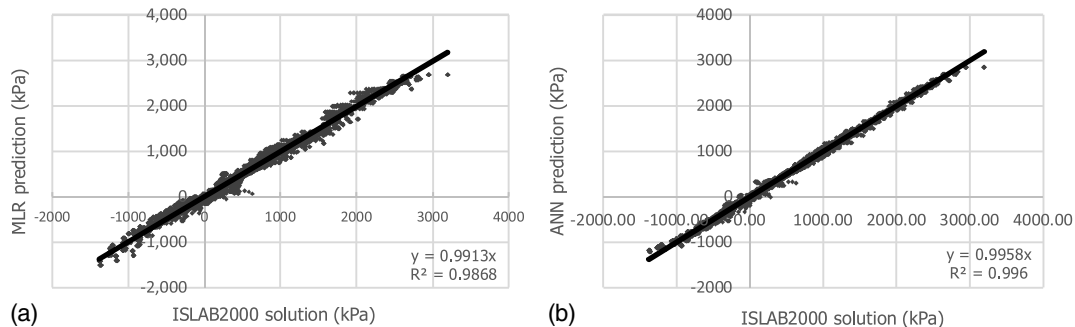 4,000
3,000
2,000
1,000
0
-1,000
-2,000
-2000 -1000 0 1000 2000 3000 4000
MLR prediction (kPa)
y = 0.9913x
R² = 0.9868
(a) ISLAB2000 solution (kPa)
4000
3000
2000
1000
0
-1000
-2000
-2000.00 -1000.00 0.00 1000.00 2000.00 3000.00 4000.00
ANN prediction (KPa)
y = 0.9958x
R² = 0.996
(b) ISLAB2000 solution (kPa)